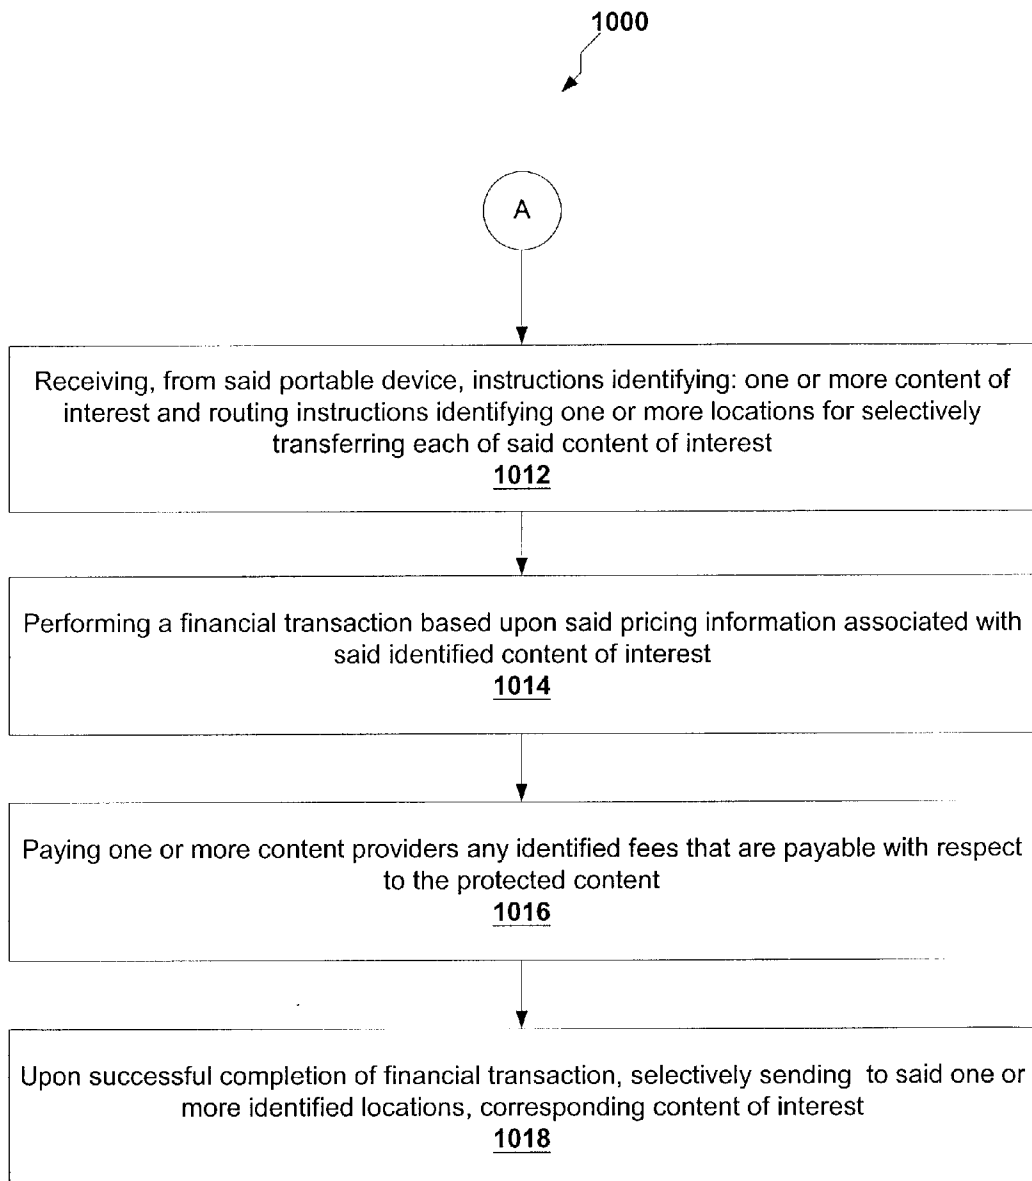 1000
A
Receiving, from said portable device, instructions identifying: one or more content of
interest and routing instructions identifying one or more locations for selectively
transferring each of said content of interest
1012
Performing a financial transaction based upon said pricing information associated with
said identified content of interest
1014
Paying one or more content providers any identified fees that are payable with respect
to the protected content
1016
Upon successful completion of financial transaction, selectively sending to said one or
more identified locations, corresponding content of interest
1018